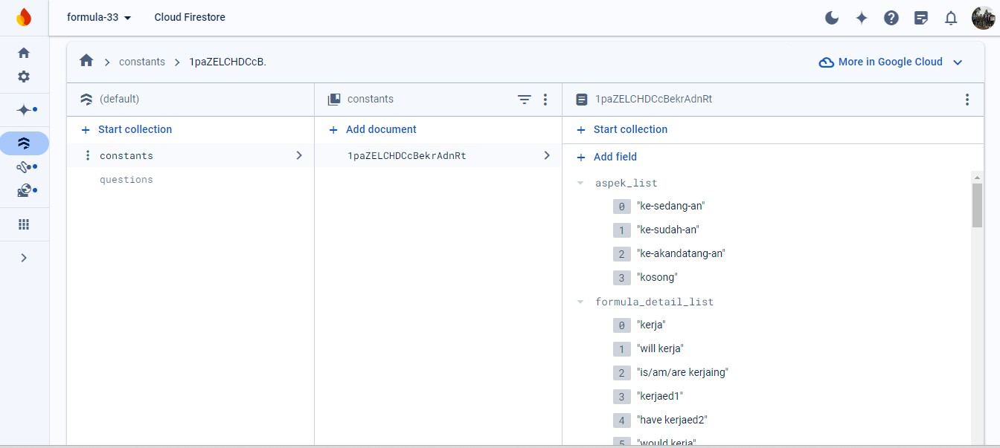 formula-33 Cloud Firestore
constants 1paZELCHDCcB. More in Google Cloud
(default)
Start collection
constants
questions
constants
Add document
1paZELCHDCcBekrAdnRt
1paZELCHDCcBekrAdnRt
Start collection
Add field
aspek_list
0 "ke-sedang-an"
1 "ke-sudah-an"
2 "ke-akandatang-an"
3 "kosong"
formula_detail_list
0 "kerja"
1 "will kerja"
2 "is/am/are kerjaing"
3 "kerjaed1"
4 "have kerjaed2"
5 "would kerja"